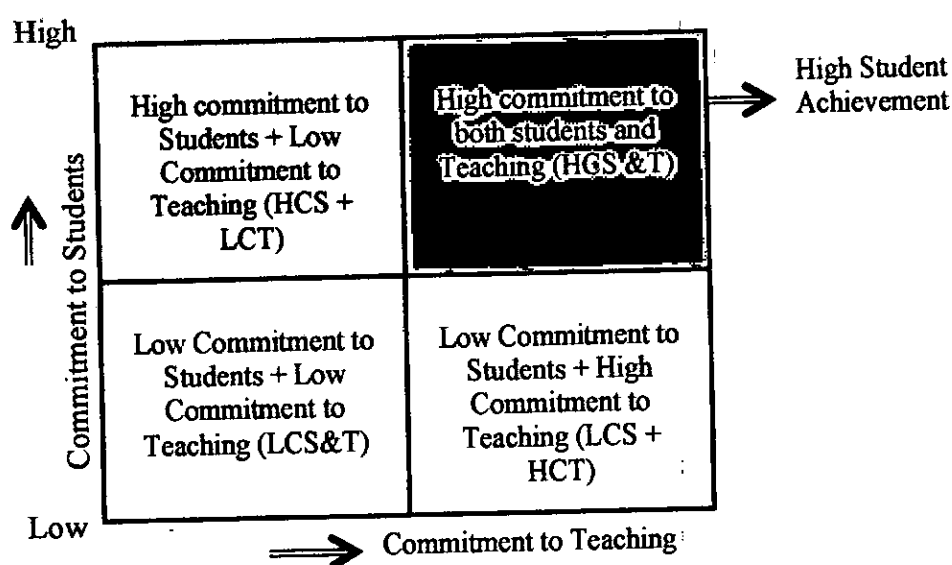 High
High commitment to
Students + Low
Commitment to
Teaching (HCS +
LCT)
High commitment to
both students and
Teaching (HGS &T)
High Student
Achievement
Commitment to Students
Low Commitment to
Students + Low
Commitment to
Teaching (LCS&T)
Low Commitment to
Students + High
Commitment to
Teaching (LCS +
HCT)
Low
Commitment to Teaching